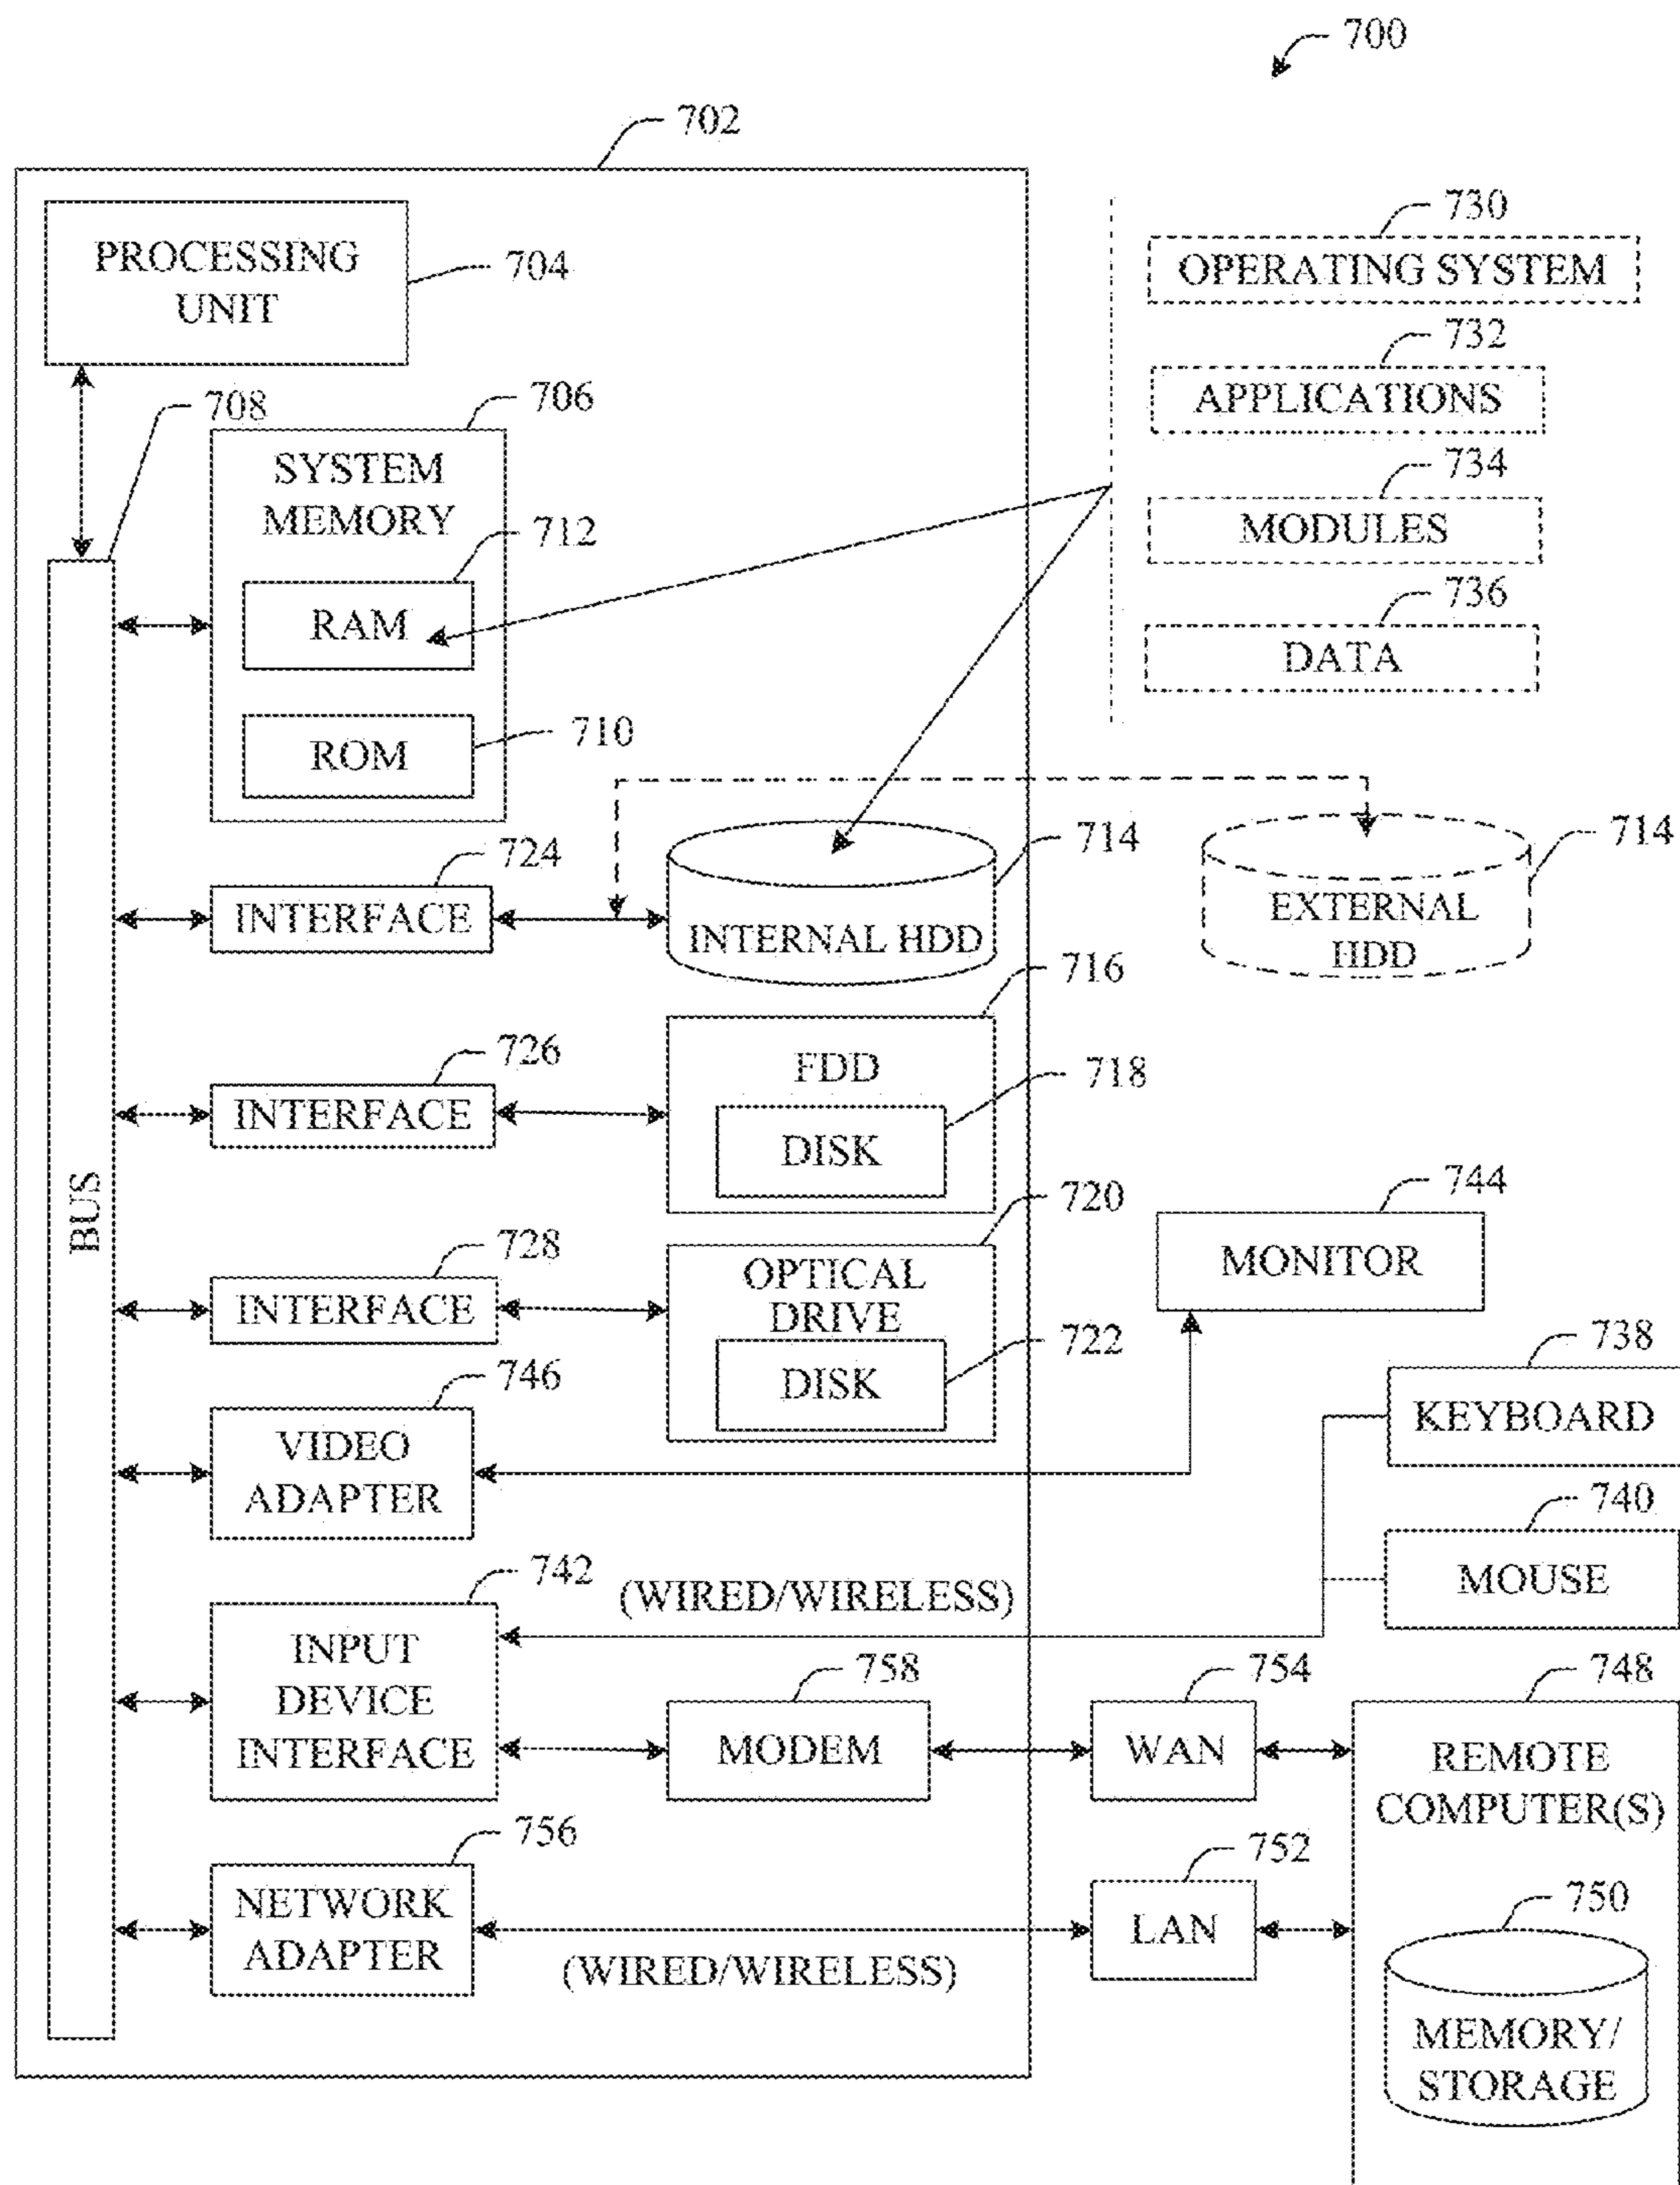 700
702
PROCESSING
UNIT
704
730
OPERATING SYSTEM
732
APPLICATIONS
734
MODULES
736
DATA
708
706
SYSTEM
MEMORY
712
RAM
710
ROM
724
INTERFACE
714
INTERNAL HDD
714
EXTERNAL
HDD
716
FDD
718
DISK
726
INTERFACE
BUS
720
OPTICAL
DRIVE
722
DISK
728
INTERFACE
744
MONITOR
746
VIDEO
ADAPTER
738
KEYBOARD
740
MOUSE
742
(WIRED/WIRELESS)
INPUT
DEVICE
INTERFACE
758
MODEM
754
WAN
748
REMOTE
COMPUTER(S)
756
NETWORK
ADAPTER
(WIRED/WIRELESS)
752
LAN
750
MEMORY/
STORAGE